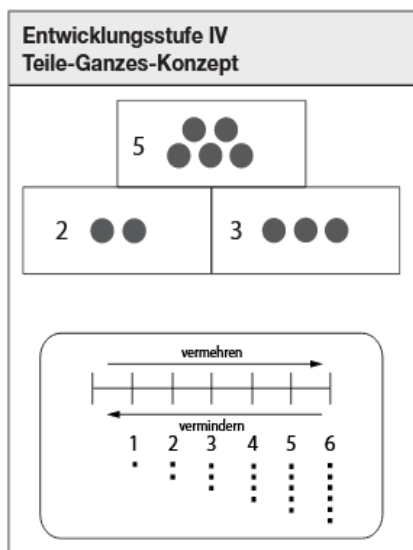 Entwicklungsstufe IV
Teile-Ganzes-Konzept
5
2 3
vermehren
vermindern
1 2 3 4 5 6